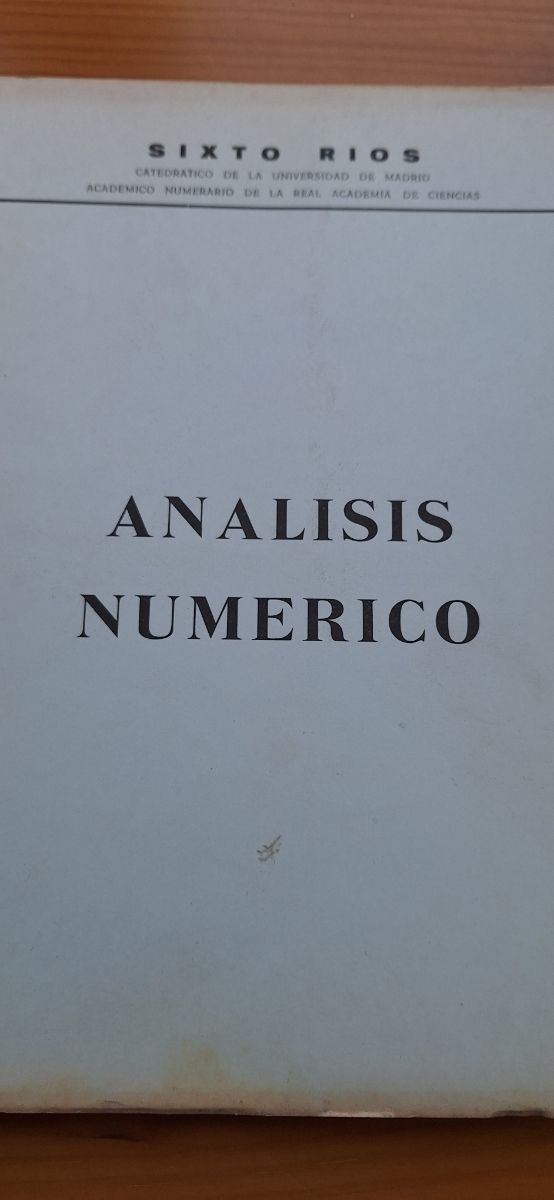 SIXTO RIOS
CATEDRATICO DE LA UNIVERSIDAD DE MADRID
ACADEMICO NUMERARIO DE LA REAL ACADEMIA DE CIENCIAS
ANALISIS
NUMERICO